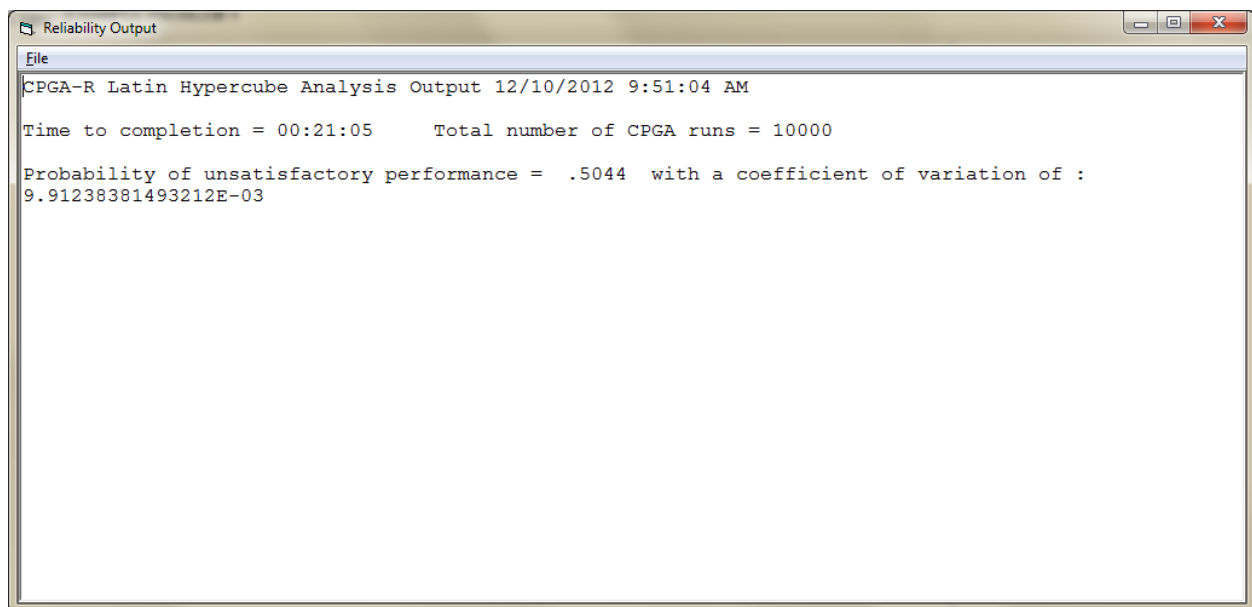 Reliability Output
File
CPGA-R Latin Hypercube Analysis Output 12/10/2012 9:51:04 AM
Time to completion = 00:21:05     Total number of CPGA runs = 10000
Probability of unsatisfactory performance =  .5044  with a coefficient of variation of :
9.91238381493212E-03